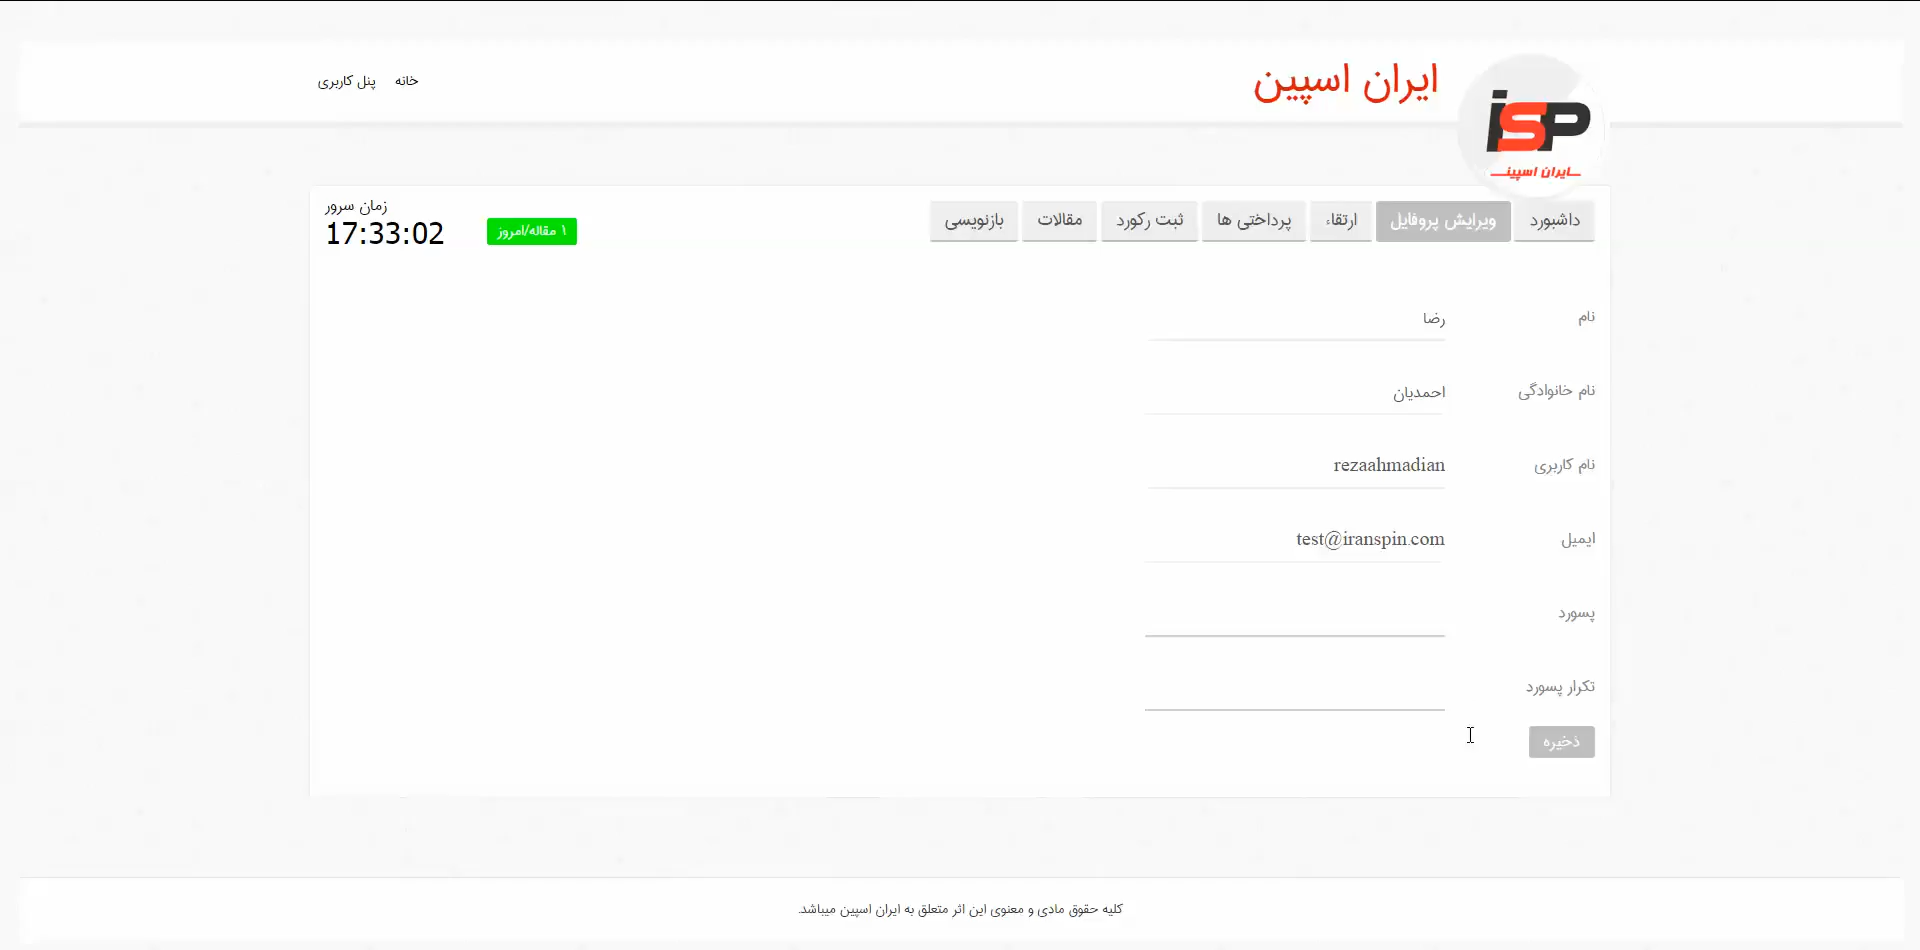 ایران اسپین
خانه
پنل کاربری
iSP
ایران اسپین
داشبورد
ویرایش پروفایل
ارتقاء
پرداختی ها
ثبت رکورد
مقالات
بازنویسی
۱ مقاله/امروز
زمان سرور
17:33:02
نام
رضا
نام خانوادگی
احمدیان
نام کاربری
rezaahmadian
ایمیل
test@iranspin.com
پسورد
تکرار پسورد
ذخیره
کلیه حقوق مادی و معنوی این اثر متعلق به ایران اسپین میباشد.